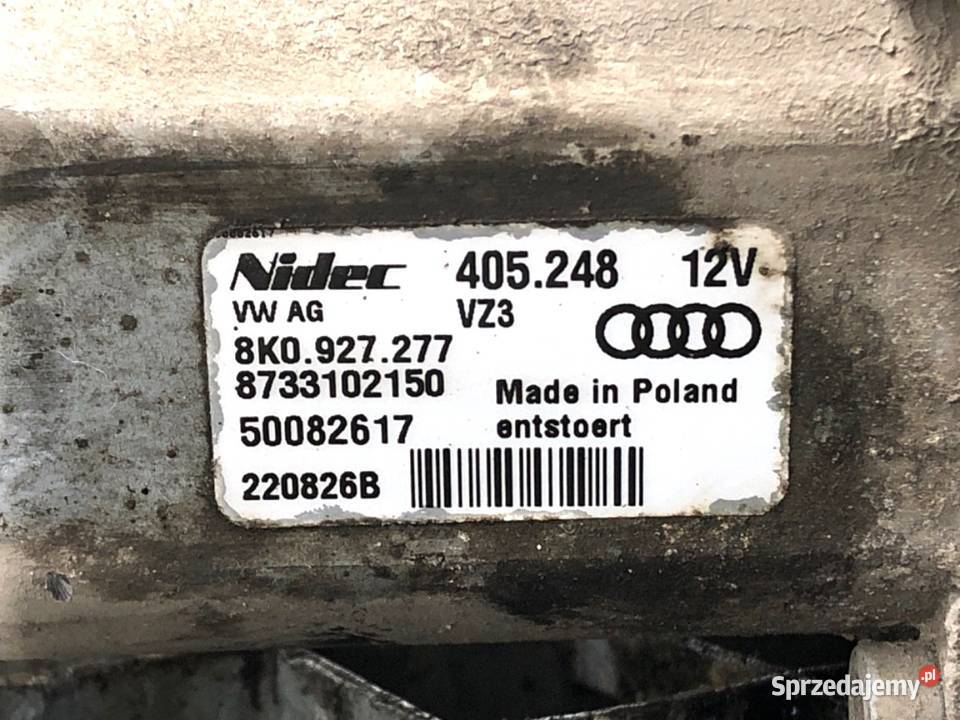 Nidec 405.248 12V
VW AG VZ3
8K0.927.277
8733102150 Made in Poland
50082617 entstoert
220826B
Sprzedajemy.pl